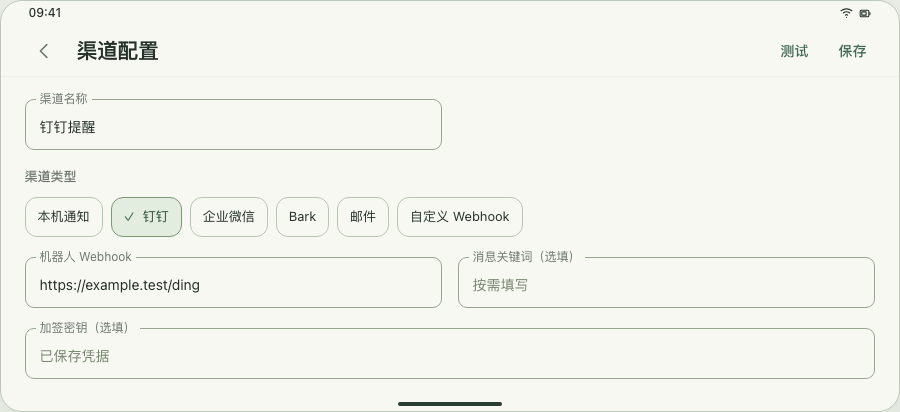 09:41
渠道配置
测试
保存
渠道名称
钉钉提醒
渠道类型
本机通知
钉钉
企业微信
Bark
邮件
自定义 Webhook
机器人 Webhook
https://example.test/ding
消息关键词（选填）
按需填写
加签密钥（选填）
已保存凭据